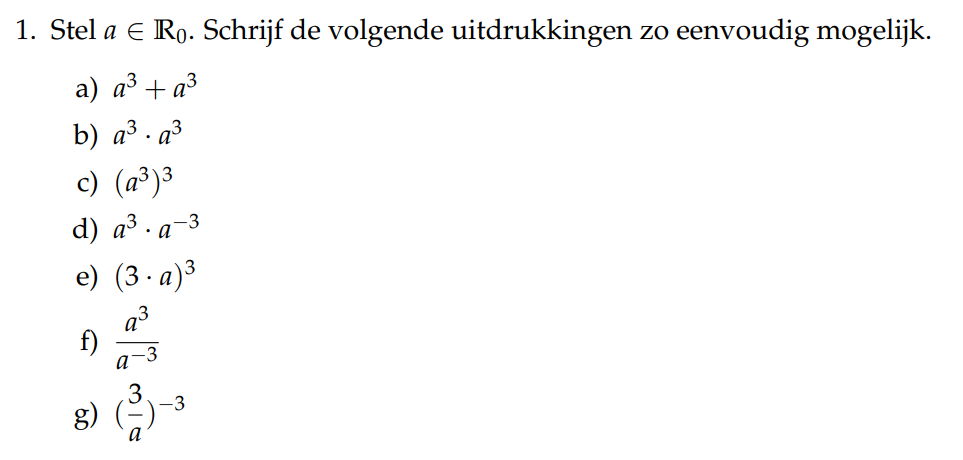 1. Stel a ∈ ℝ₀. Schrijf de volgende uitdrukkingen zo eenvoudig mogelijk.
a) a³ + a³
b) a³ · a³
c) (a³)³
d) a³ · a⁻³
e) (3 · a)³
f) a³/a⁻³
g) (3/a)⁻³